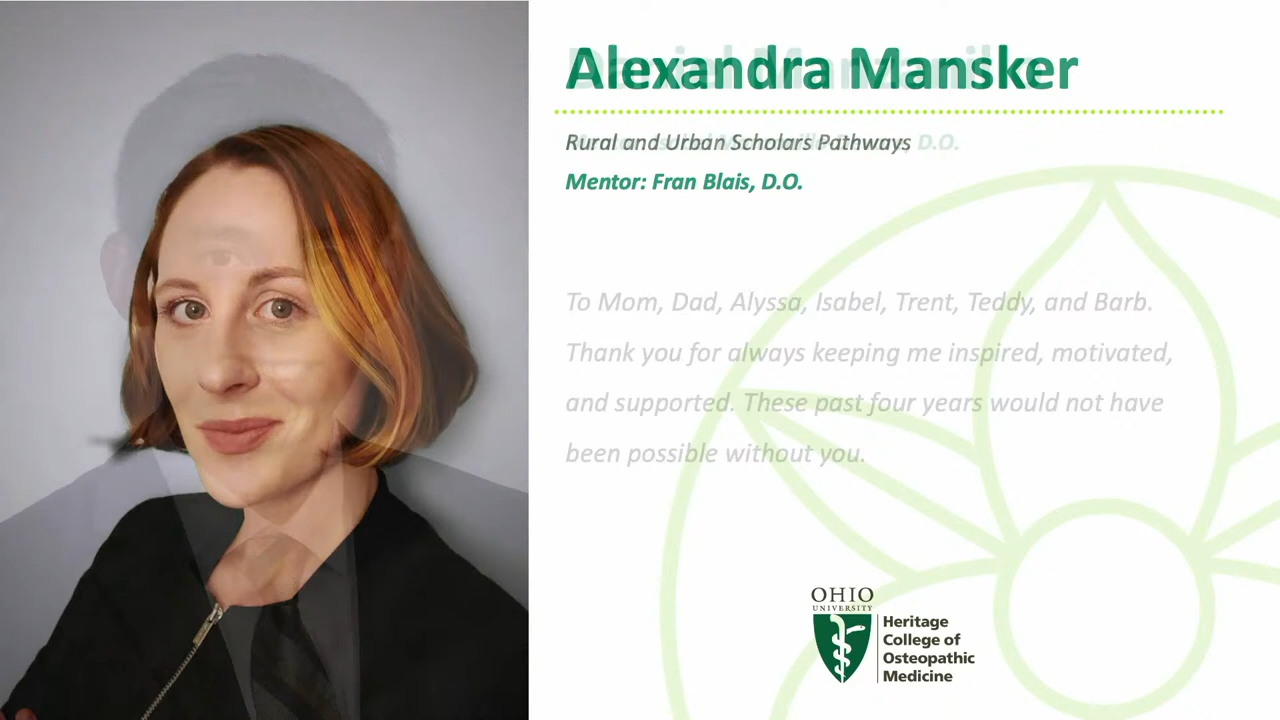 Alexandra Mansker
Rural and Urban Scholars Pathways
D.O.
Mentor: Fran Blais, D.O.
To Mom, Dad, Alyssa, Isabel, Trent, Teddy, and Barb.
Thank you for always keeping me inspired, motivated,
and supported. These past four years would not have
been possible without you.
OHIO
UNIVERSITY
Heritage
College of
Osteopathic
Medicine